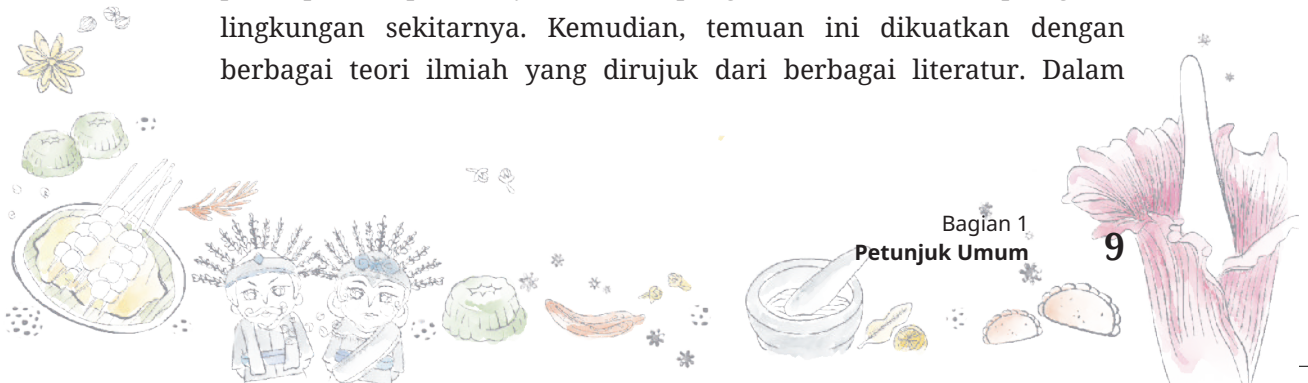 lingkungan sekitarnya. Kemudian, temuan ini dikuatkan dengan
berbagai teori ilmiah yang dirujuk dari berbagai literatur. Dalam
Bagian 1
Petunjuk Umum
9